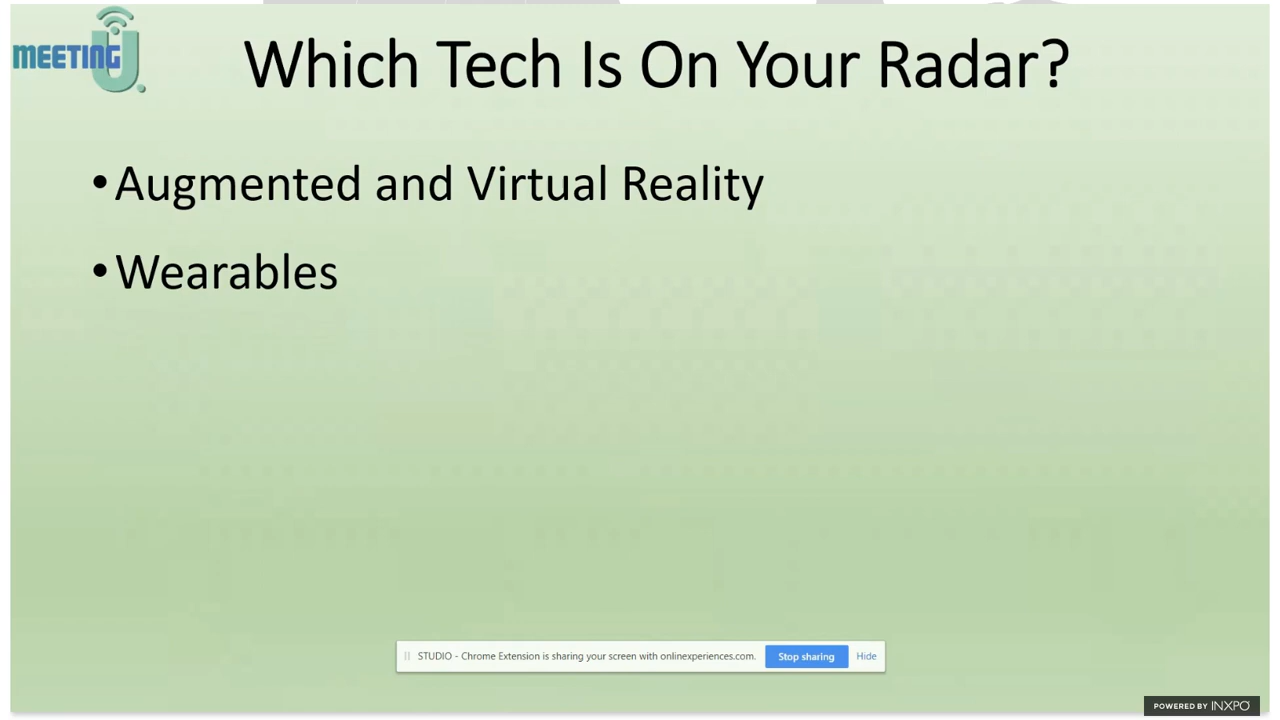 MEETING U
Which Tech Is On Your Radar?
•Augmented and Virtual Reality
•Wearables
STUDIO - Chrome Extension is sharing your screen with onlinexperiences.com. Stop sharing Hide
POWERED BY INXPO